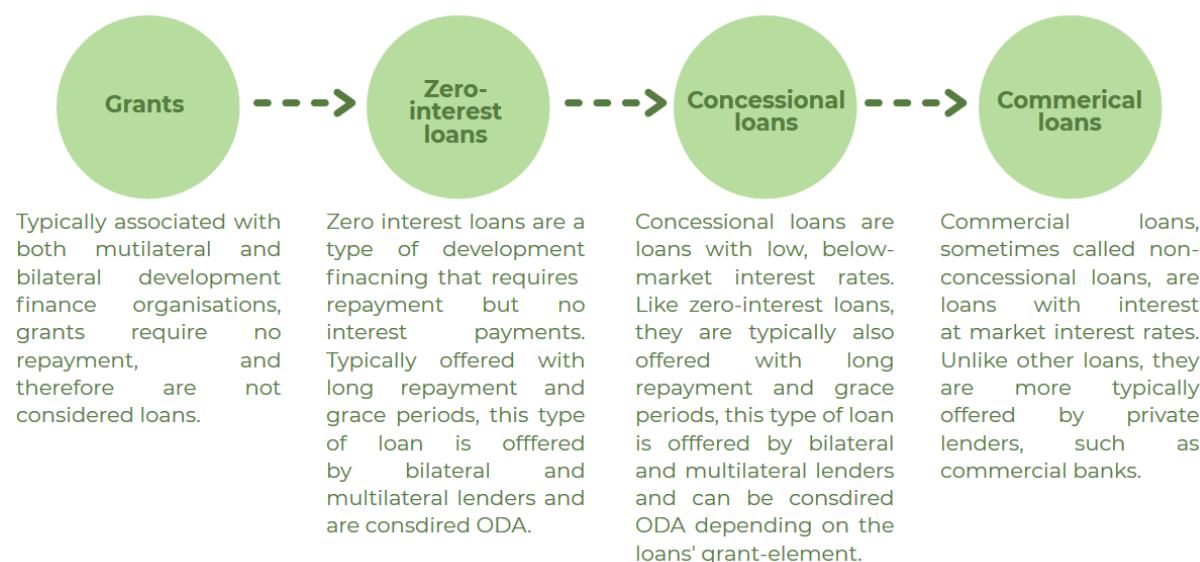 Grants
Zero-
interest
loans
Concessional
loans
Commerical
loans
Typically associated with
both mutilateral and
bilateral development
finance organisations,
grants require no
repayment, and
therefore are not
considered loans.
Zero interest loans are a
type of development
finacning that requires
repayment but no
interest payments.
Typically offered with
long repayment and
grace periods, this type
of loan is offfered
by bilateral and
multilateral lenders and
are consdired ODA.
Concessional loans are
loans with low, below-
market interest rates.
Like zero-interest loans,
they are typically also
offered with long
repayment and grace
periods, this type of loan
is offfered by bilateral
and multilateral lenders
and can be consdired
ODA depending on the
loans' grant-element.
Commercial loans,
sometimes called non-
concessional loans, are
loans with interest
at market interest rates.
Unlike other loans, they
are more typically
offered by private
lenders, such as
commercial banks.